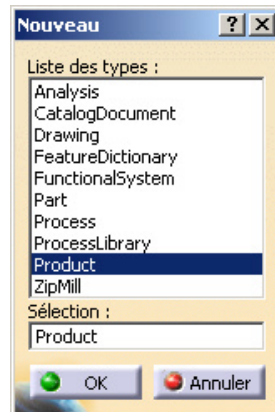 Nouveau
Liste des types :
Analysis
CatalogDocument
Drawing
FeatureDictionary
FunctionalSystem
Part
Process
ProcessLibrary
Product
ZipMill
Sélection :
Product
OK
Annuler